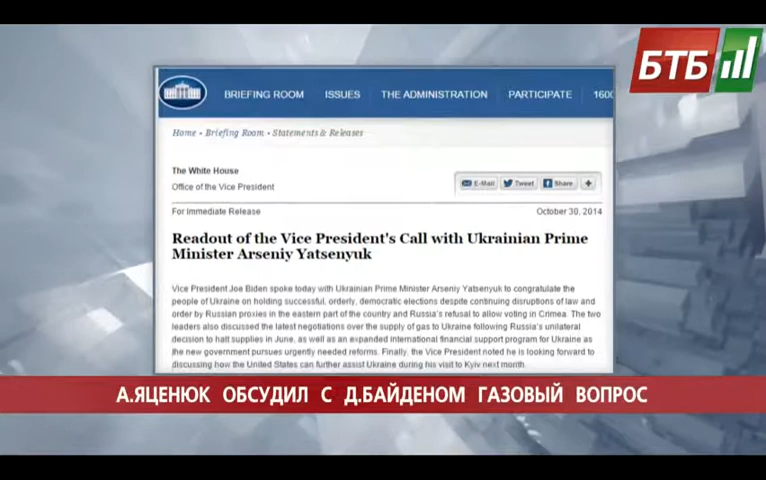 БТБ
BRIEFING ROOM ISSUES THE ADMINISTRATION PARTICIPATE 160
Home • Briefing Room • Statements & Releases
The White House
Office of the Vice President
E-Mail Tweet Share +
For Immediate Release October 30, 2014
Readout of the Vice President's Call with Ukrainian Prime
Minister Arseniy Yatsenyuk
Vice President Joe Biden spoke today with Ukrainian Prime Minister Arseniy Yatsenyuk to congratulate the
people of Ukraine on holding successful, orderly, democratic elections despite continuing disruptions of law and
order by Russian proxies in the eastern part of the country and Russia's refusal to allow voting in Crimea. The two
leaders also discussed the latest negotiations over the supply of gas to Ukraine following Russia's unilateral
decision to halt supplies in June, as well as an expanded international financial support program for Ukraine as
the new government pursues urgently needed reforms. Finally, the Vice President noted he is looking forward to
discussing how the United States can further assist Ukraine during his visit to Kyiv next month.
А.ЯЦЕНЮК ОБСУДИЛ С Д.БАЙДЕНОМ ГАЗОВЫЙ ВОПРОС